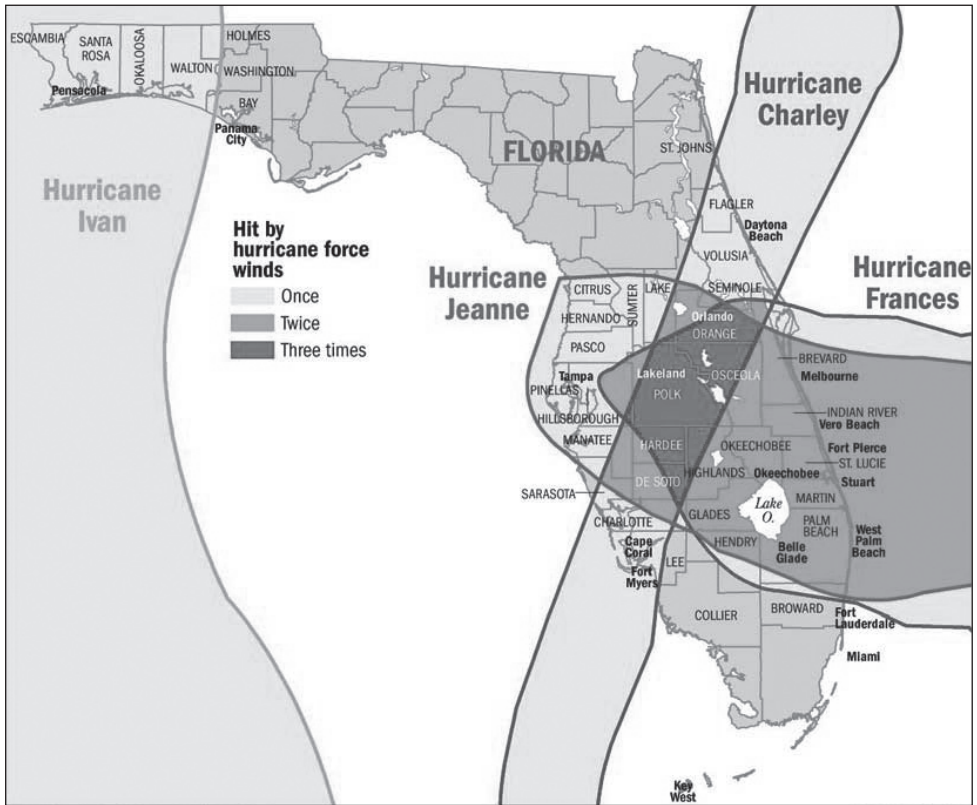 ESCAMBIA
SANTA
ROSA
OKALOOSA
WALTON
HOLMES
WASHINGTON
BAY
Pensacola
Panama
City
Hurricane
Ivan
FLORIDA
Hurricane
Charley
ST. JOHNS
FLAGLER
Daytona
Beach
VOLUSIA
Hit by
hurricane force
winds
Once
Twice
Three times
Hurricane
Jeanne
Hurricane
Frances
CITRUS
SUMTER
LAKE
SEMINOLE
HERNANDO
Orlando
ORANGE
PASCO
BREVARD
Tampa
Lakeland
OSCEOLA
Melbourne
PINELLAS
POLK
HILLSBOROUGH
INDIAN RIVER
Vero Beach
MANATEE
HARDEE
OKEECHOBEE
Fort Pierce
ST. LUCIE
HIGHLANDS
Okeechobee
Stuart
DE SOTO
SARASOTA
Lake
O.
MARTIN
CHARLOTTE
GLADES
PALM
BEACH
West
Palm
Beach
Cape
Coral
HENDRY
Belle
Glade
Fort
Myers
LEE
COLLIER
BROWARD
Fort
Lauderdale
Miami
Key
West